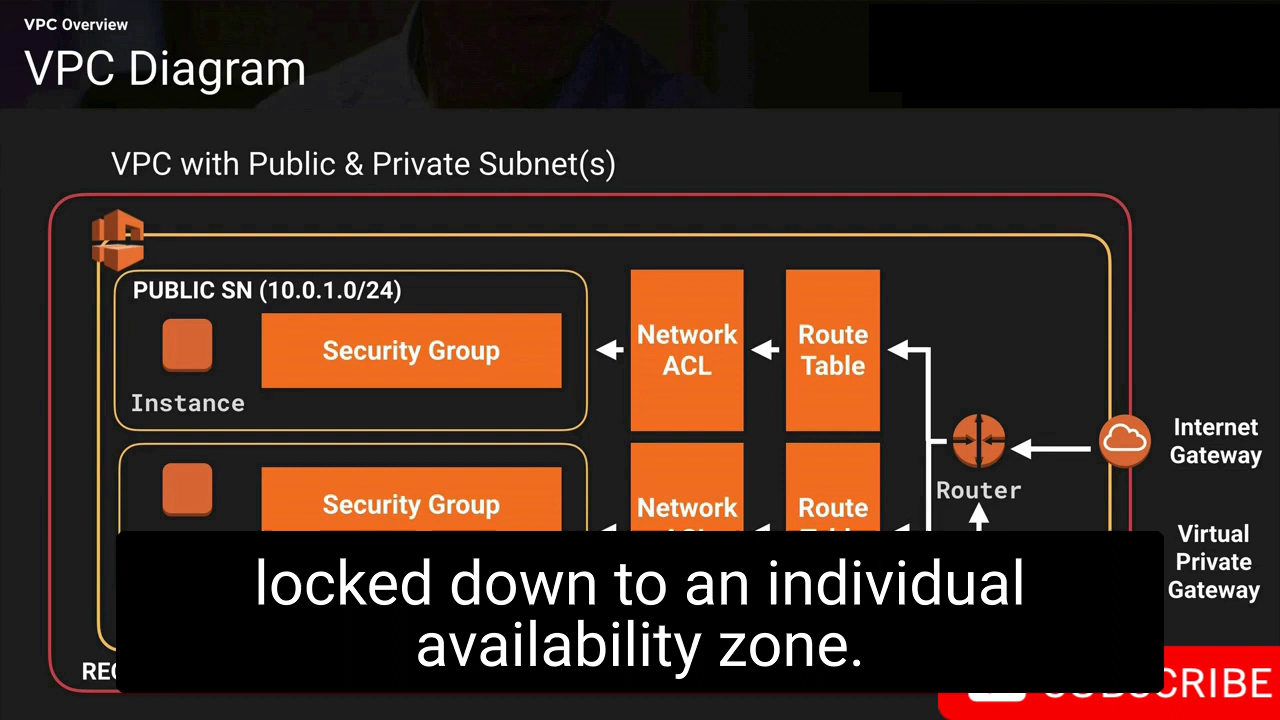 VPC Overview
VPC Diagram
VPC with Public & Private Subnet(s)
PUBLIC SN (10.0.1.0/24)
Security Group
Instance
Network
ACL
Route
Table
Internet
Gateway
Router
Security Group
Network
Route
Virtual
Private
Gateway
locked down to an individual
availability zone.